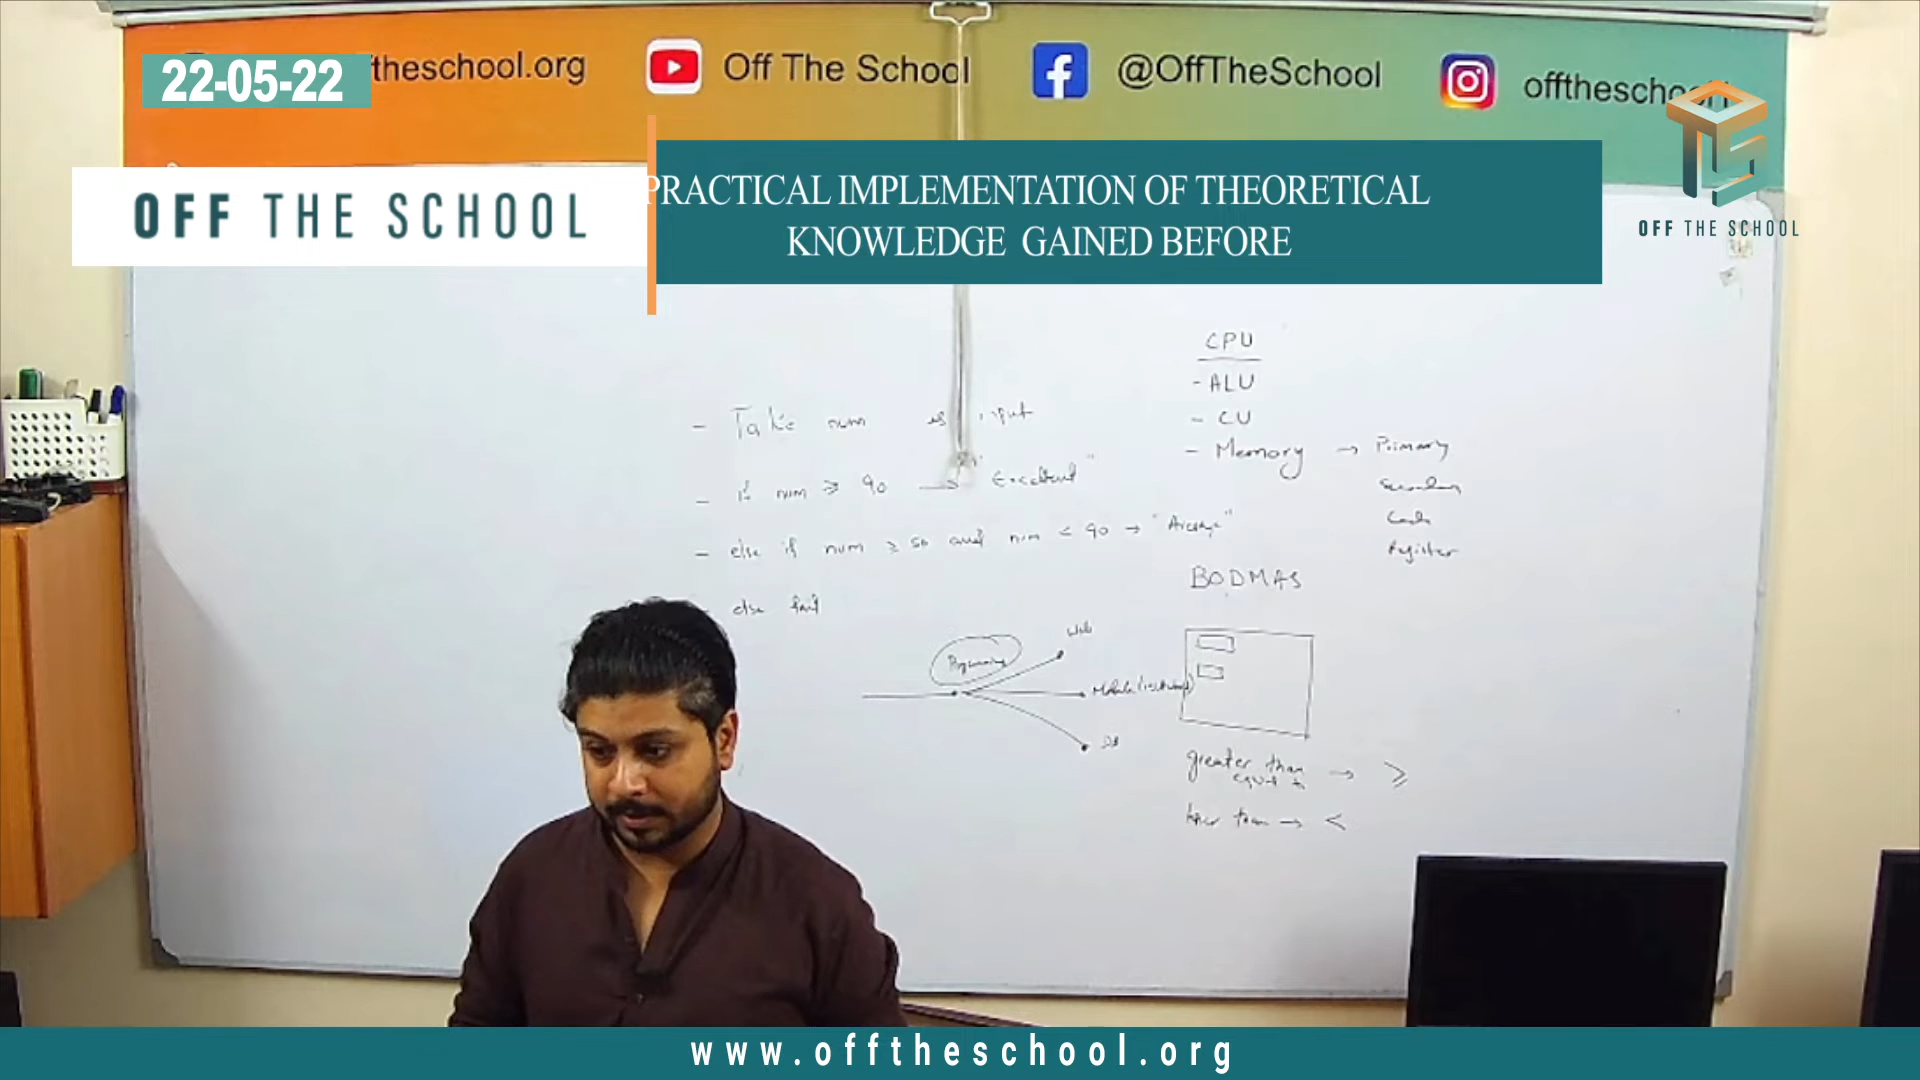 22-05-22
theschool.org
Off The School
@OffTheSchool
offtheschool
OFF THE SCHOOL
PRACTICAL IMPLEMENTATION OF THEORETICAL
KNOWLEDGE GAINED BEFORE
OFF THE SCHOOL
- Take num as input
- if num ≥ 90 → "Excellent"
- else if num ≥ 50 and num < 90 → "Average"
- else fail
CPU
- ALU
- CU
- Memory → Primary
Secondary
Cache
Register
BODMAS
Programming
Web
Mobile
DB
greater than
equal to → ≥
less than → <
www.offtheschool.org